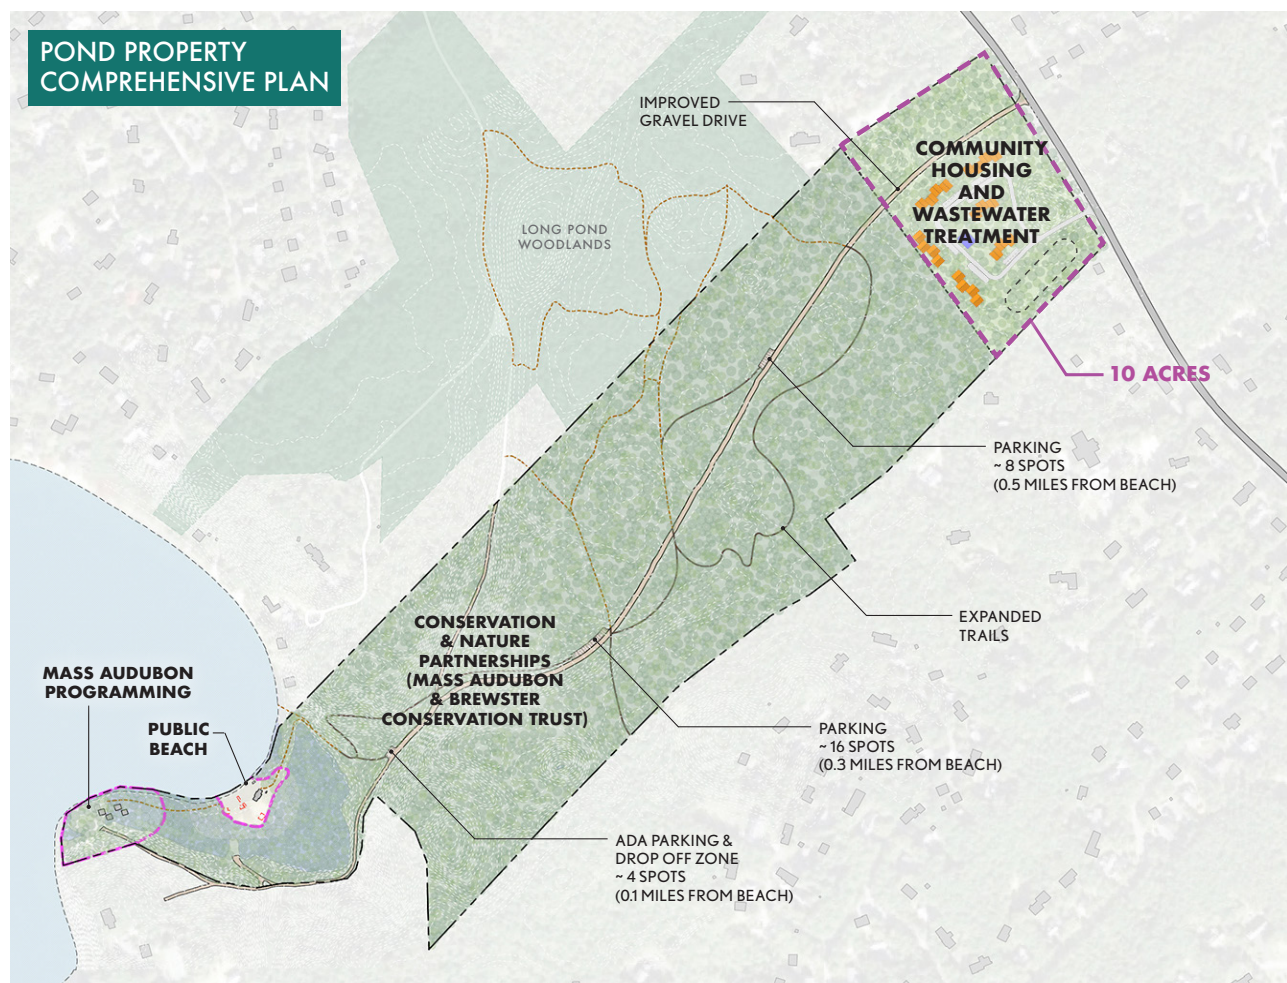 POND PROPERTY
COMPREHENSIVE PLAN
IMPROVED
GRAVEL DRIVE
COMMUNITY
HOUSING
AND
WASTEWATER
TREATMENT
LONG POND
WOODLANDS
10 ACRES
PARKING
~ 8 SPOTS
(0.5 MILES FROM BEACH)
EXPANDED
TRAILS
CONSERVATION
& NATURE
PARTNERSHIPS
(MASS AUDUBON
& BREWSTER
CONSERVATION TRUST)
MASS AUDUBON
PROGRAMMING
PUBLIC
BEACH
PARKING
~ 16 SPOTS
(0.3 MILES FROM BEACH)
ADA PARKING &
DROP OFF ZONE
~ 4 SPOTS
(0.1 MILES FROM BEACH)